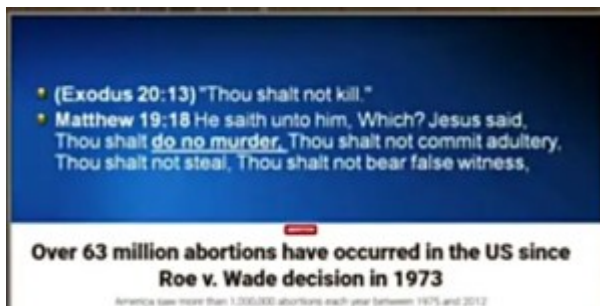 (Exodus 20:13) "Thou shalt not kill."
Matthew 19:18 He saith unto him, Which? Jesus said,
Thou shalt do no murder, Thou shalt not commit adultery,
Thou shalt not steal, Thou shalt not bear false witness,
Over 63 million abortions have occurred in the US since
Roe v. Wade decision in 1973
America saw more than 1,000,000 abortions each year between 1975 and 2012